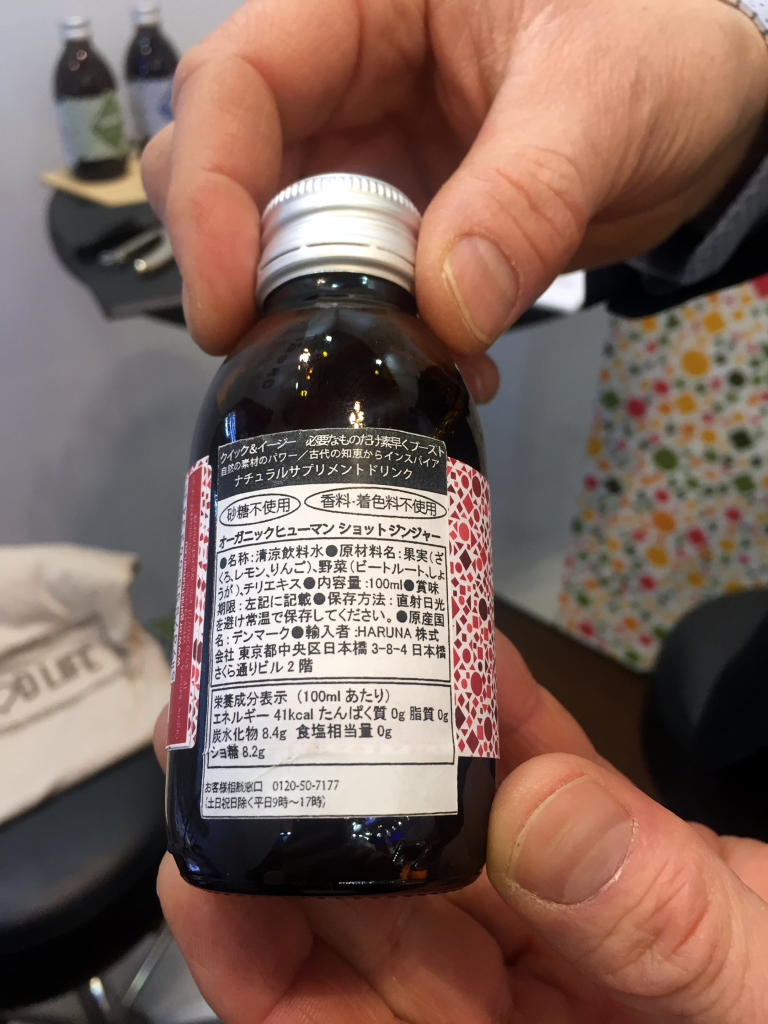 クイック&イージー 必要なものだけ素早くブースト
自然の素材のパワー/古代の知恵からインスパイア
ナチュラルサプリメントドリンク
砂糖不使用 香料・着色料不使用
オーガニックヒューマン ショットジンジャー
●名称:清涼飲料水●原材料名:果実(ざ
くろ、レモン、りんご)、野菜(ビートルート、しょ
うが)、チリエキス●内容量:100ml●賞味
期限:左記に記載●保存方法:直射日光
を避け常温で保存してください。●原産国
名:デンマーク●輸入者:HARUNA 株式
会社 東京都中央区日本橋 3-8-4 日本橋
さくら通りビル 2 階
栄養成分表示(100ml あたり)
エネルギー 41kcal たんぱく質 0g 脂質 0g
炭水化物 8.4g 食塩相当量 0g
ショ糖 8.2g
お客様相談窓口 0120-50-7177
(土日祝日除く平日9時〜17時)